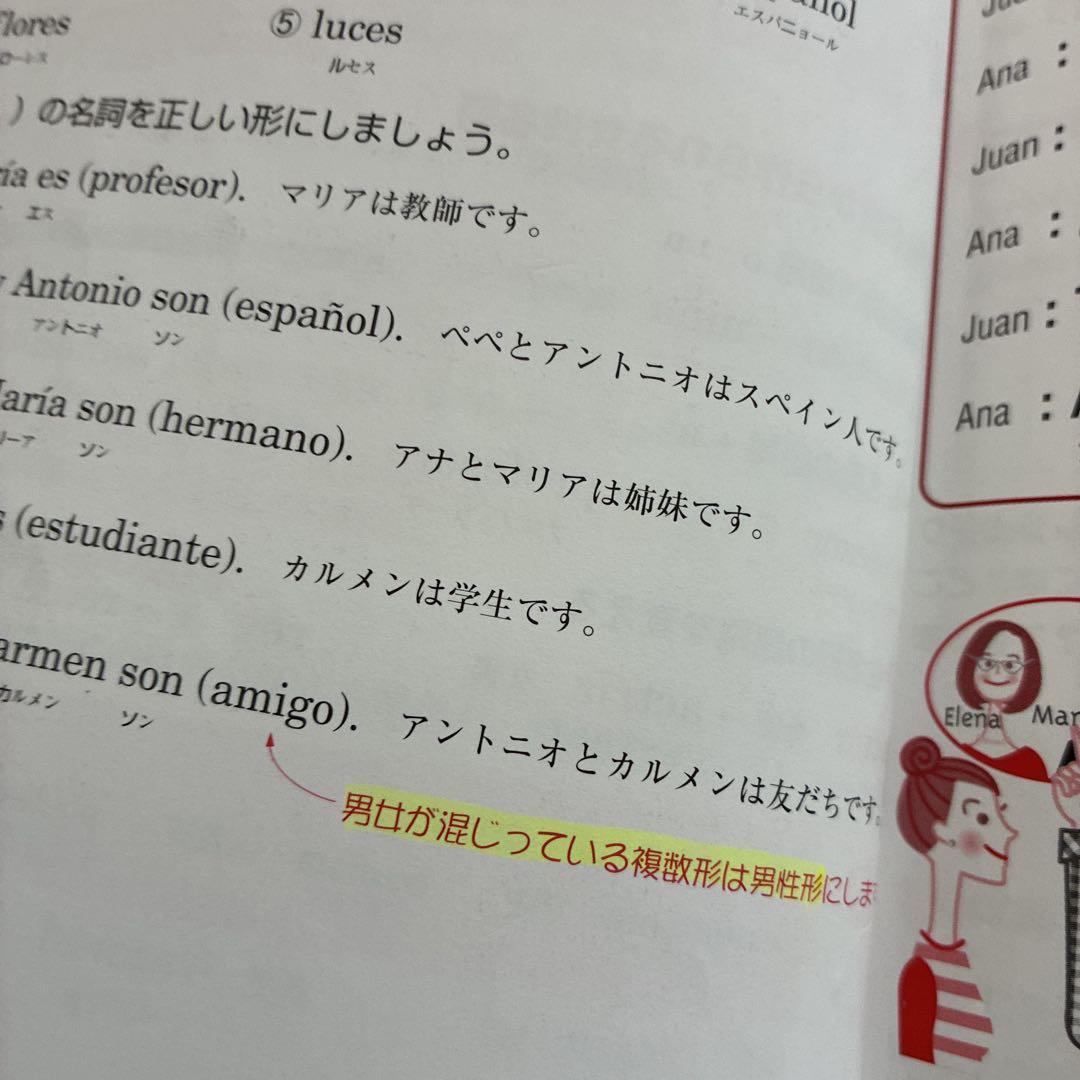 lores
⑤ luces
ルセス
エスパニョール
) の名詞を正しい形にしましょう。
ía es (profesor). マリアは教師です。
エス
Antonio son (español). ペペとアントニオはスペイン人です。
アントニオ ソン
aría son (hermano). アナとマリアは姉妹です。
リーア ソン
(estudiante). カルメンは学生です。
armen son (amigo). アントニオとカルメンは友だちです。
カルメン ソン
男女が混じっている複数形は男性形にしま
Ana :
Juan :
Ana :
Juan :
Ana :
Elena Mar